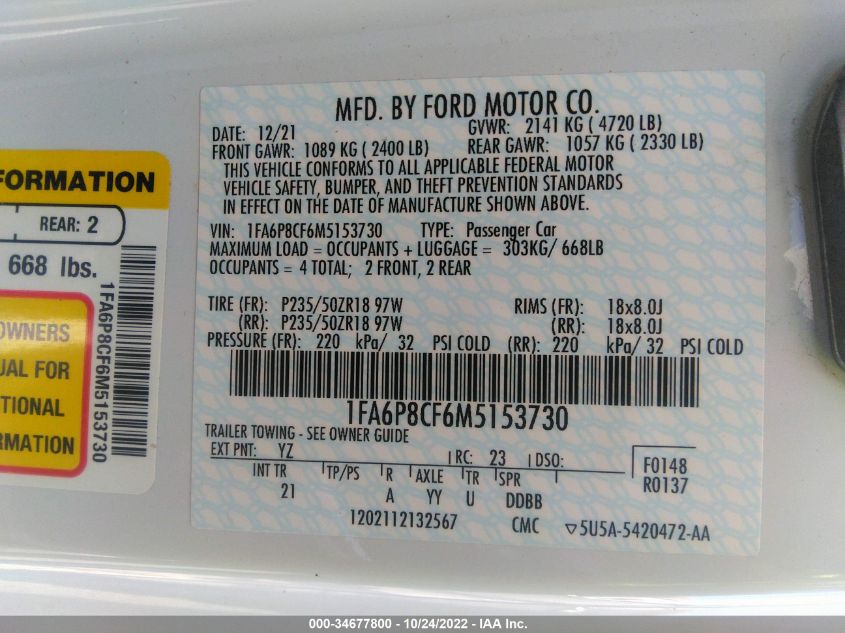 FORMATION
REAR: 2
668 lbs.
OWNERS
UAL FOR
TIONAL
RMATION
1FA6P8CF6M5153730
MFD. BY FORD MOTOR CO.
DATE: 12/21 GVWR: 2141 KG ( 4720 LB)
FRONT GAWR: 1089 KG ( 2400 LB) REAR GAWR: 1057 KG ( 2330 LB)
THIS VEHICLE CONFORMS TO ALL APPLICABLE FEDERAL MOTOR
VEHICLE SAFETY, BUMPER, AND THEFT PREVENTION STANDARDS
IN EFFECT ON THE DATE OF MANUFACTURE SHOWN ABOVE.
VIN: 1FA6P8CF6M5153730 TYPE: Passenger Car
MAXIMUM LOAD = OCCUPANTS + LUGGAGE = 303KG/ 668LB
OCCUPANTS = 4 TOTAL; 2 FRONT, 2 REAR
TIRE (FR): P235/50ZR18 97W RIMS (FR): 18x8.0J
(RR): P235/50ZR18 97W (RR): 18x8.0J
PRESSURE (FR): 220 kPa/ 32 PSI COLD (RR): 220 kPa/ 32 PSI COLD
1FA6P8CF6M5153730
TRAILER TOWING - SEE OWNER GUIDE
EXT PNT: YZ RC: 23 DSO: F0148
INT TR TP/PS R AXLE TR SPR R0137
21 A YY U DDBB
1202112132567 CMC ▽5U5A-5420472-AA
000-34677800 - 10/24/2022 - IAA Inc.